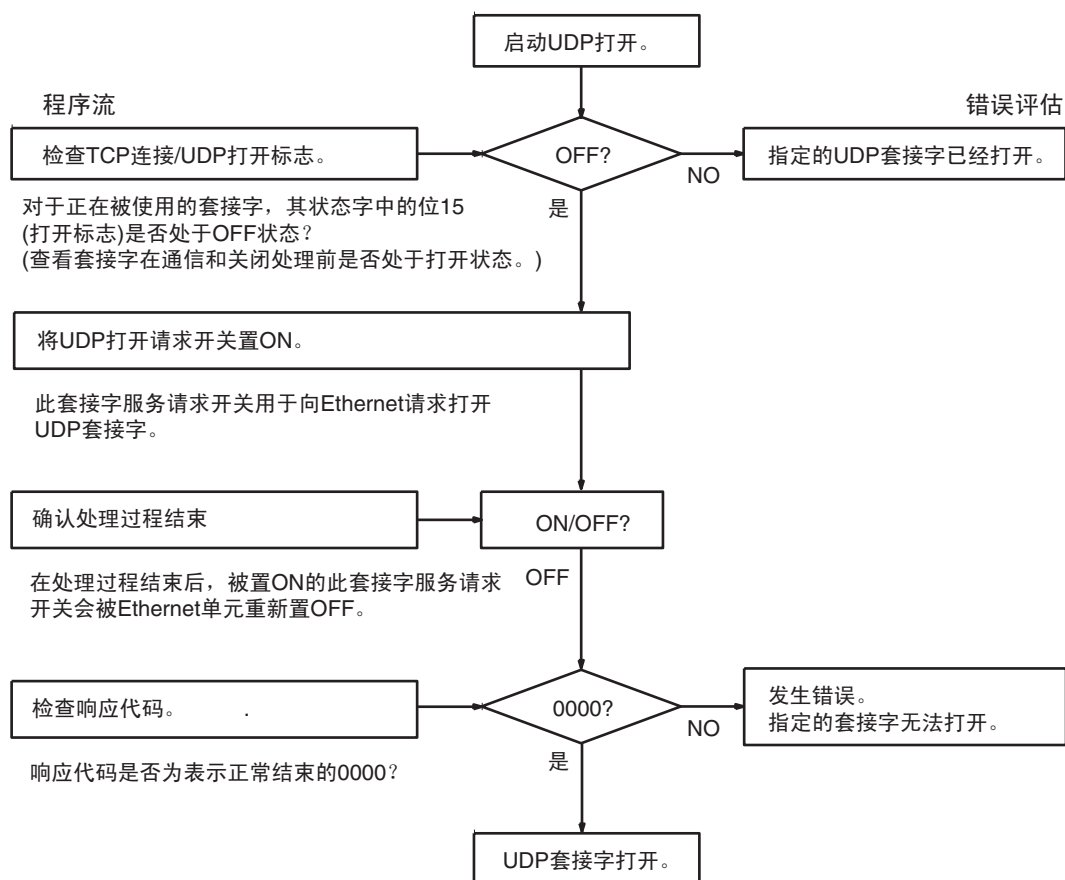 启动UDP打开。
程序流
错误评估
检查TCP连接/UDP打开标志。
OFF?
NO
指定的UDP套接字已经打开。
是
对于正在被使用的套接字，其状态字中的位15
(打开标志)是否处于OFF状态？
(查看套接字在通信和关闭处理前是否处于打开状态。)
将UDP打开请求开关置ON。
此套接字服务请求开关用于向Ethernet请求打开
UDP套接字。
确认处理过程结束
ON/OFF?
OFF
在处理过程结束后，被置ON的此套接字服务请求
开关会被Ethernet单元重新置OFF。
检查响应代码。 .
0000?
NO
发生错误。
指定的套接字无法打开。
是
响应代码是否为表示正常结束的0000？
UDP套接字打开。